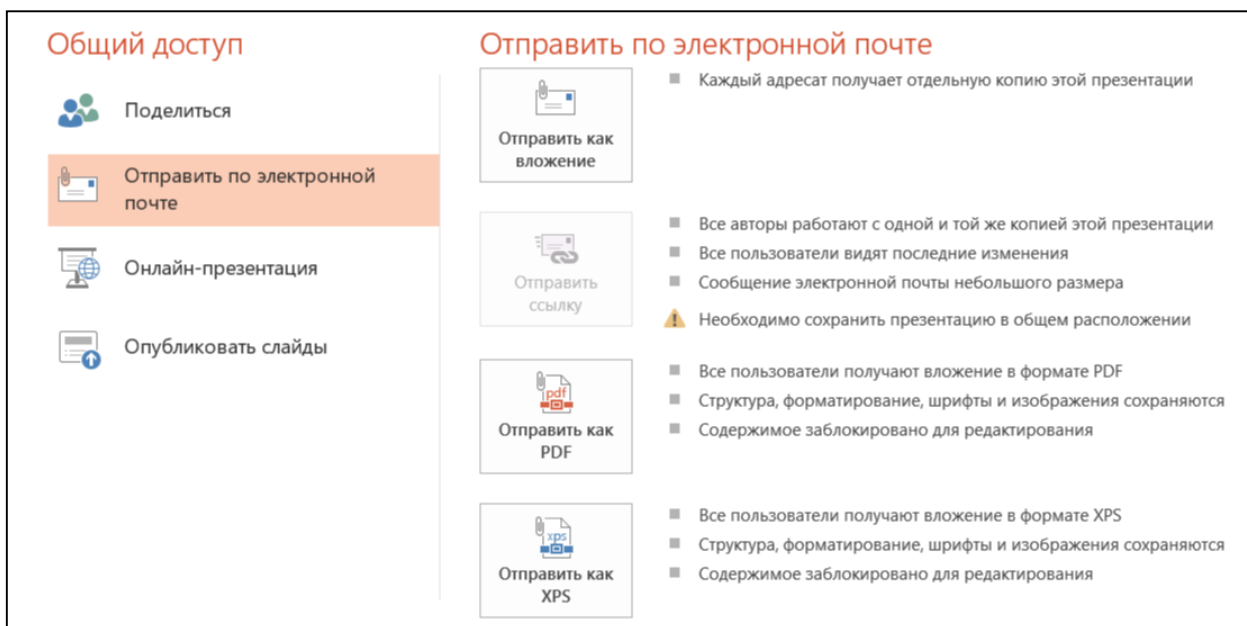 Общий доступ
Поделиться
Отправить по электронной
почте
Онлайн-презентация
Опубликовать слайды
Отправить по электронной почте
Отправить как
вложение
Каждый адресат получает отдельную копию этой презентации
Отправить
ссылку
Все авторы работают с одной и той же копией этой презентации
Все пользователи видят последние изменения
Сообщение электронной почты небольшого размера
Необходимо сохранить презентацию в общем расположении
pdf
Отправить как
PDF
Все пользователи получают вложение в формате PDF
Структура, форматирование, шрифты и изображения сохраняются
Содержимое заблокировано для редактирования
xps
Отправить как
XPS
Все пользователи получают вложение в формате XPS
Структура, форматирование, шрифты и изображения сохраняются
Содержимое заблокировано для редактирования